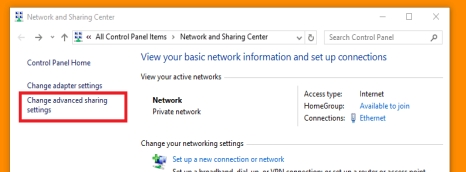 Network and Sharing Center
« All Control Panel Items > Network and Sharing Center
Search Control Panel
Control Panel Home
Change adapter settings
Change advanced sharing
settings
View your basic network information and set up connections
View your active networks
Network
Private network
Access type: Internet
HomeGroup: Available to join
Connections: Ethernet
Change your networking settings
Set up a new connection or network
Set up a broadband, dial-up, or VPN connection; or set up a router or access point.